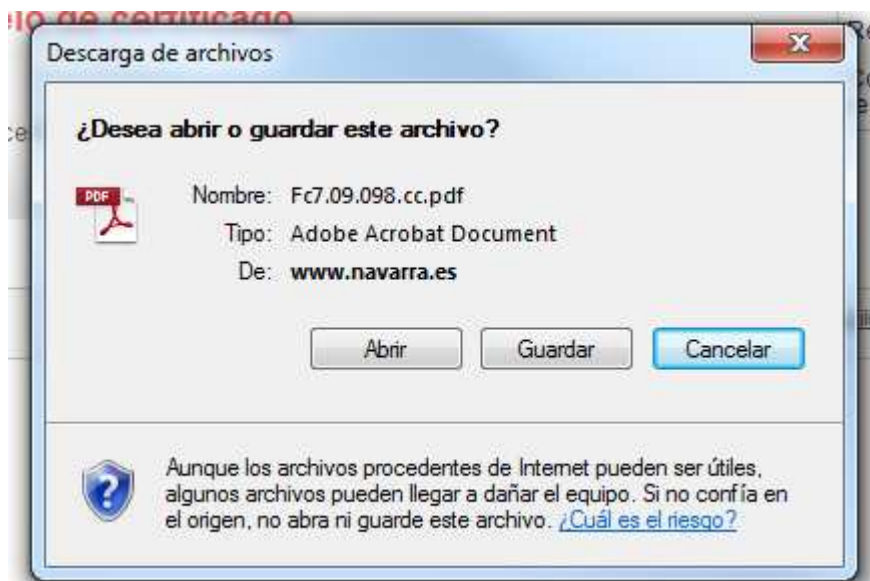 de certificado
Descarga de archivos
¿Desea abrir o guardar este archivo?
PDF
Nombre: Fc7.09.098.cc.pdf
Tipo: Adobe Acrobat Document
De: www.navarra.es
Abrir Guardar Cancelar
Aunque los archivos procedentes de Internet pueden ser útiles,
algunos archivos pueden llegar a dañar el equipo. Si no confía en
el origen, no abra ni guarde este archivo. ¿Cuál es el riesgo?